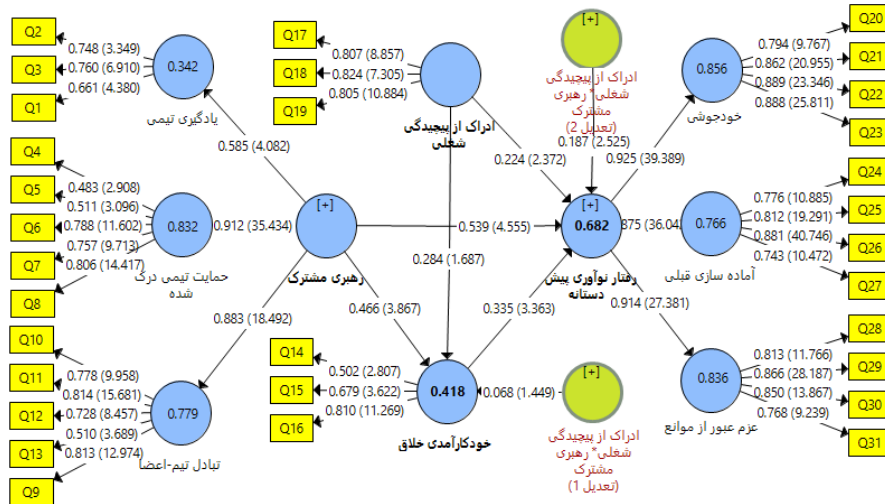 Q2
Q3
Q1
0.748 (3.349)
0.760 (6.910)
0.661 (4.380)
0.342
یادگیری تیمی
0.585 (4.082)
Q4
Q5
Q6
Q7
Q8
0.483 (2.908)
0.511 (3.096)
0.788 (11.602)
0.757 (9.713)
0.806 (14.417)
0.832
حمایت تیمی درک
شده
0.912 (35.434)
Q10
Q11
Q12
Q13
Q9
0.778 (9.958)
0.814 (15.681)
0.728 (8.457)
0.510 (3.689)
0.813 (12.974)
0.779
تبادل تیم-اعضا
0.883 (18.492)
[+]
رهبری مشترک
Q17
Q18
Q19
0.807 (8.857)
0.824 (7.305)
0.805 (10.884)
ادراک از پیچیدگی
شغلی
0.224 (2.372)
0.539 (4.555)
0.284 (1.687)
0.466 (3.867)
0.335 (3.363)
Q14
Q15
Q16
0.502 (2.807)
0.679 (3.622)
0.810 (11.269)
0.418
خودکارآمدی خلاق
0.068 (1.449)
[+]
ادراک از پیچیدگی
شغلی* رهبری
مشترک
(تعدیل 1)
[+]
ادراک از پیچیدگی
شغلی* رهبری
مشترک
(تعدیل 2)
0.187 (2.525)
[+]
0.682
رفتار نوآوری پیش
دستانه
0.925 (39.389)
875 (36.04
0.914 (27.381)
0.856
خودجوشی
0.794 (9.767)
0.862 (20.955)
0.889 (23.346)
0.888 (25.811)
Q20
Q21
Q22
Q23
0.766
آماده سازی قبلی
0.776 (10.885)
0.812 (19.291)
0.881 (40.746)
0.743 (10.472)
Q24
Q25
Q26
Q27
0.836
عزم عبور از موانع
0.813 (11.766)
0.866 (28.187)
0.850 (13.867)
0.768 (9.239)
Q28
Q29
Q30
Q31